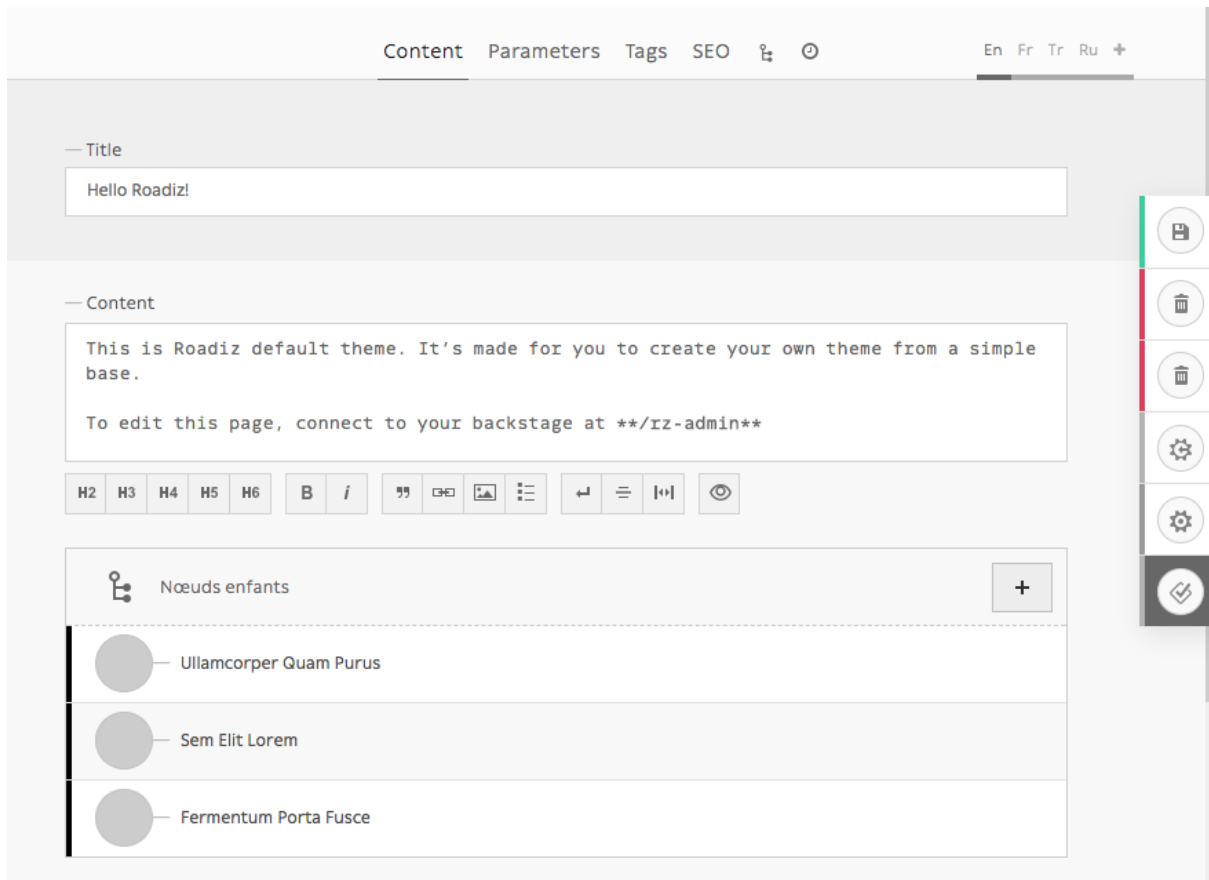 Content Parameters Tags SEO
En Fr Tr Ru +
Title
Hello Roadiz!
Content
This is Roadiz default theme. It's made for you to create your own theme from a simple
base.
To edit this page, connect to your backstage at **/rz-admin**
H2 H3 H4 H5 H6 B i
Nœuds enfants
+
Ullamcorper Quam Purus
Sem Elit Lorem
Fermentum Porta Fusce